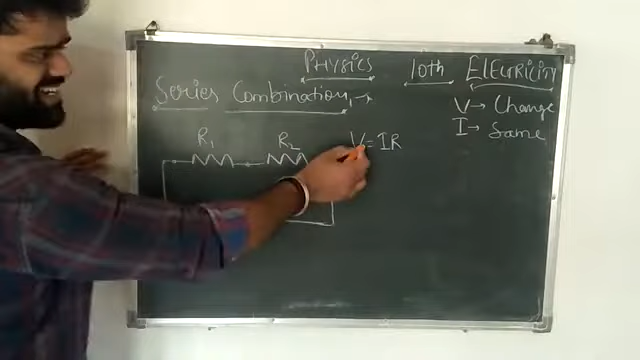 PHYSICS 10th ELECTRICITY
Series Combination, →
V → Change
I → Same
R1 R2 V = IR